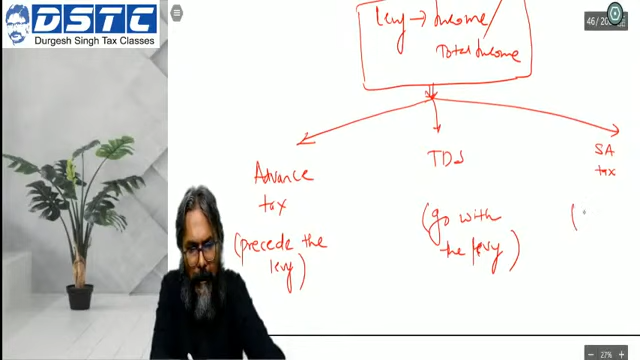 DSTC
Durgesh Singh Tax Classes
46/20
levy → Income /
Total Income
Advance
tax
(precede the
levy)
TDS
(go with
the levy)
SA
tax
(
22%